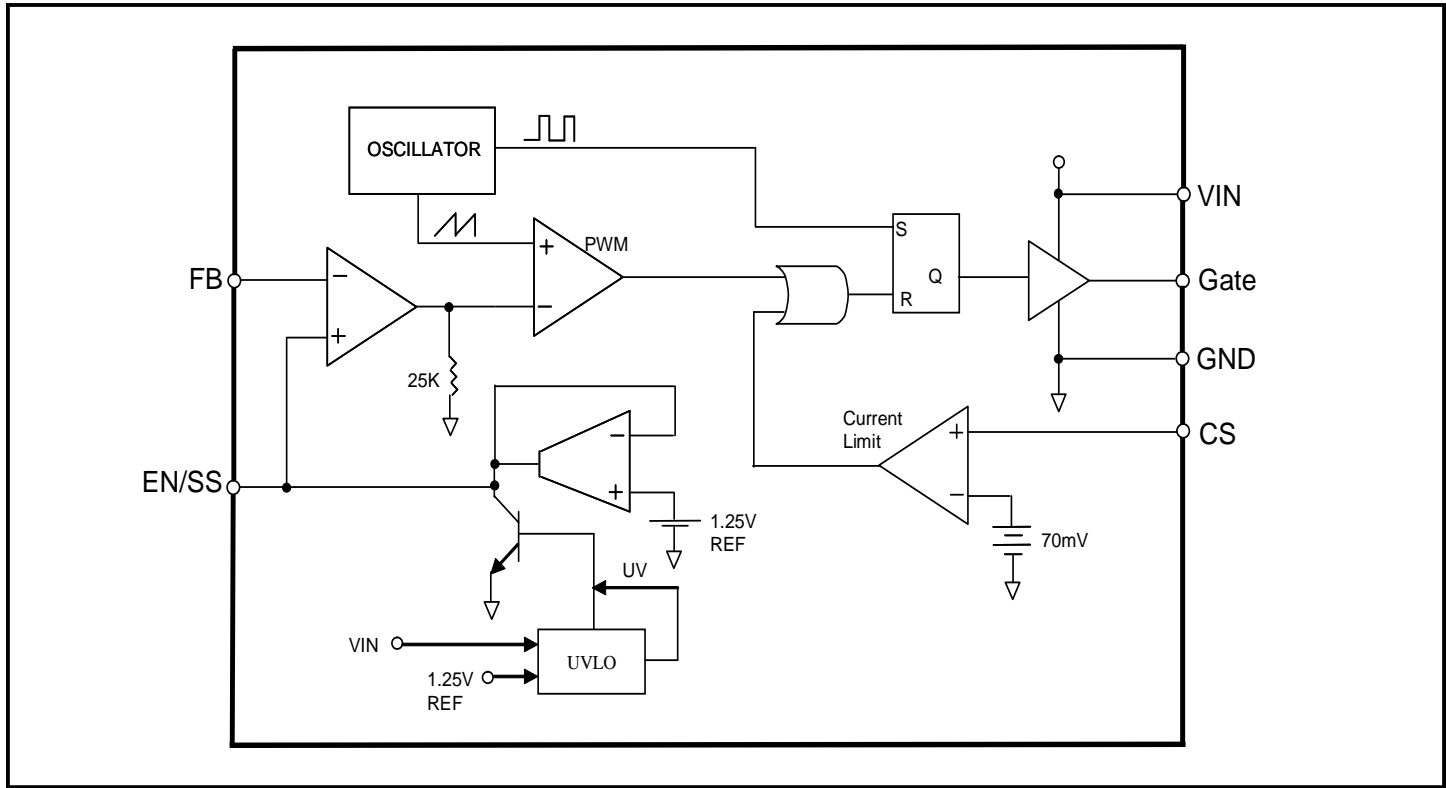 OSCILLATOR
VIN
PWM
+
S
FB
−
Q
Gate
−
R
+
GND
25K
Current
Limit
CS
+
−
EN/SS
−
+
1.25V
REF
70mV
UV
VIN
UVLO
1.25V
REF